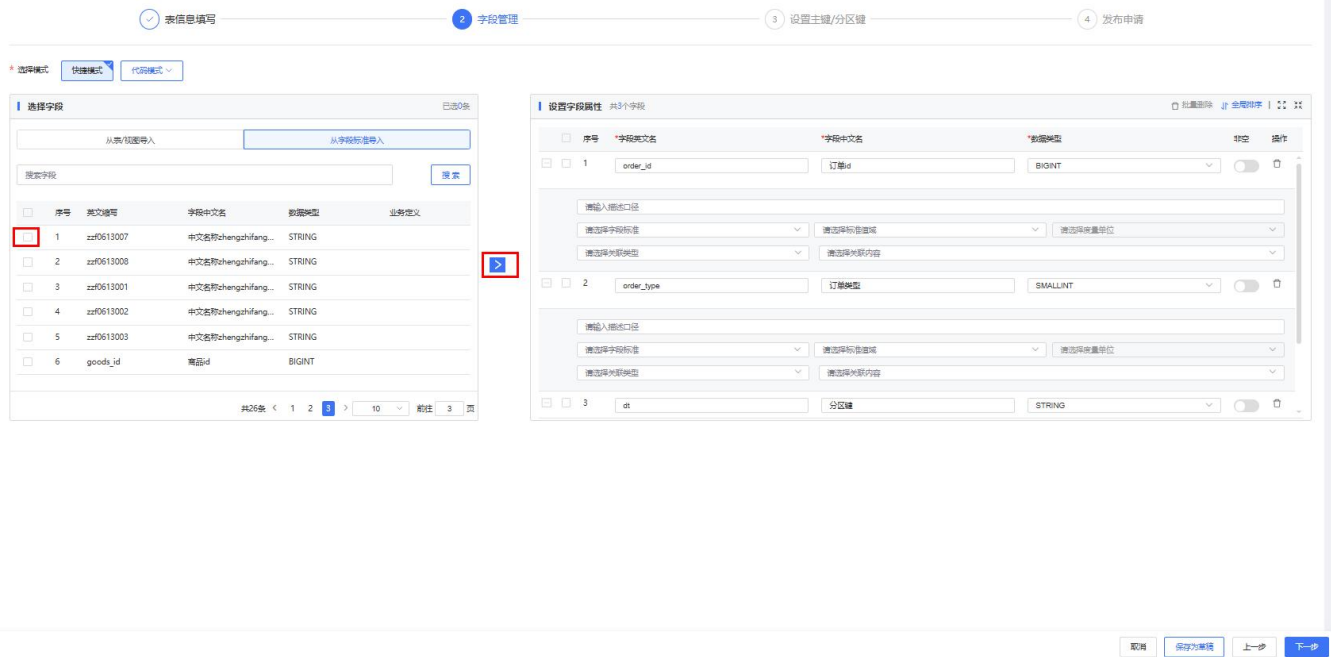 表信息填写 2 字段管理 3 设置主键/分区键 4 发布申请
* 选择模式 快捷模式 代码模式
选择字段 已选0条
设置字段属性 共3个字段 批量删除 全局排序
从表/视图导入 从字段标准导入
搜索字段 搜索
序号 英文缩写 字段中文名 数据类型 业务定义
1 zzf0613007 中文名称zhengzhifang... STRING
2 zzf0613008 中文名称zhengzhifang... STRING
3 zzf0613001 中文名称zhengzhifang... STRING
4 zzf0613002 中文名称zhengzhifang... STRING
5 zzf0613003 中文名称zhengzhifang... STRING
6 goods_id 商品id BIGINT
共26条 < 1 2 3 > 10 前往 3 页
序号 *字段英文名 *字段中文名 *数据类型 非空 操作
1 order_id 订单id BIGINT
请输入描述口径
请选择字段标准 请选择标准值域 请选择度量单位
请选择关联类型 请选择关联内容
2 order_type 订单类型 SMALLINT
请输入描述口径
请选择字段标准 请选择标准值域 请选择度量单位
请选择关联类型 请选择关联内容
3 dt 分区键 STRING
取消 保存为草稿 上一步 下一步